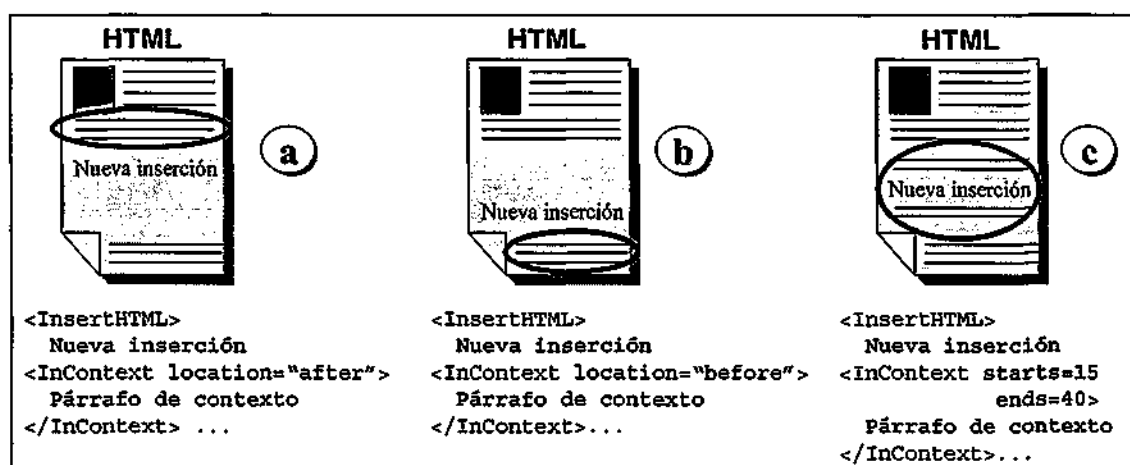 HTML
Nueva inserción
a
<InsertHTML>
Nueva inserción
<InContext location="after">
Párrafo de contexto
</InContext> ...
HTML
Nueva inserción
b
<InsertHTML>
Nueva inserción
<InContext location="before">
Párrafo de contexto
</InContext>...
HTML
Nueva inserción
c
<InsertHTML>
Nueva inserción
<InContext starts=15
ends=40>
Párrafo de contexto
</InContext>...